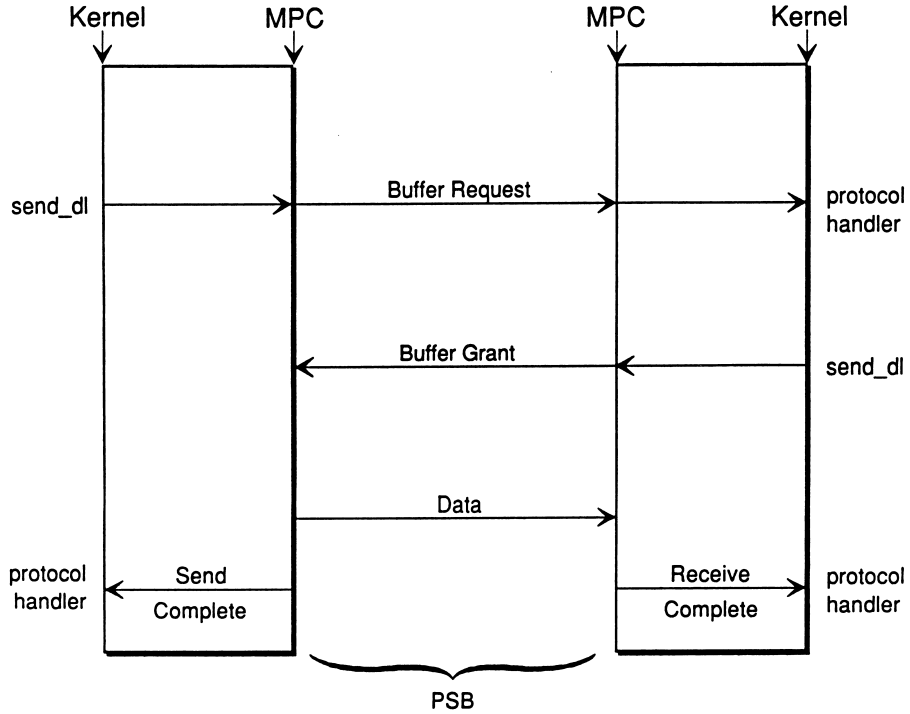 Kernel MPC MPC Kernel
send_dl
Buffer Request
protocol
handler
Buffer Grant
send_dl
Data
protocol
handler
Send
Complete
Receive
Complete
protocol
handler
PSB